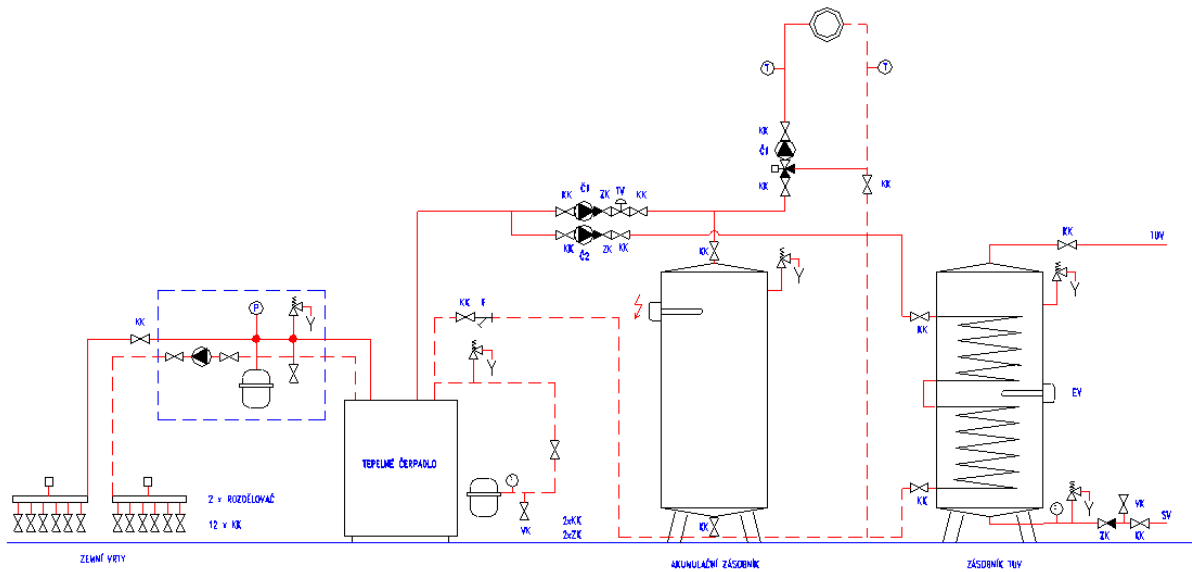 T
T
KK
Č1
KK
KK
KK
Č1
ZK
TV
KK
KK
Č2
ZK
KK
KK
KK
TUV
P
KK
KK
F
KK
EV
TEPELNÉ ČERPADLO
KK
2 x ROZDĚLOVAČ
12 x KK
VK
2xKK
2xZK
KK
VK
ZK
KK
SV
ZEMNÍ VRTY
AKUMULAČNÍ ZÁSOBNÍK
ZÁSOBNÍK TUV